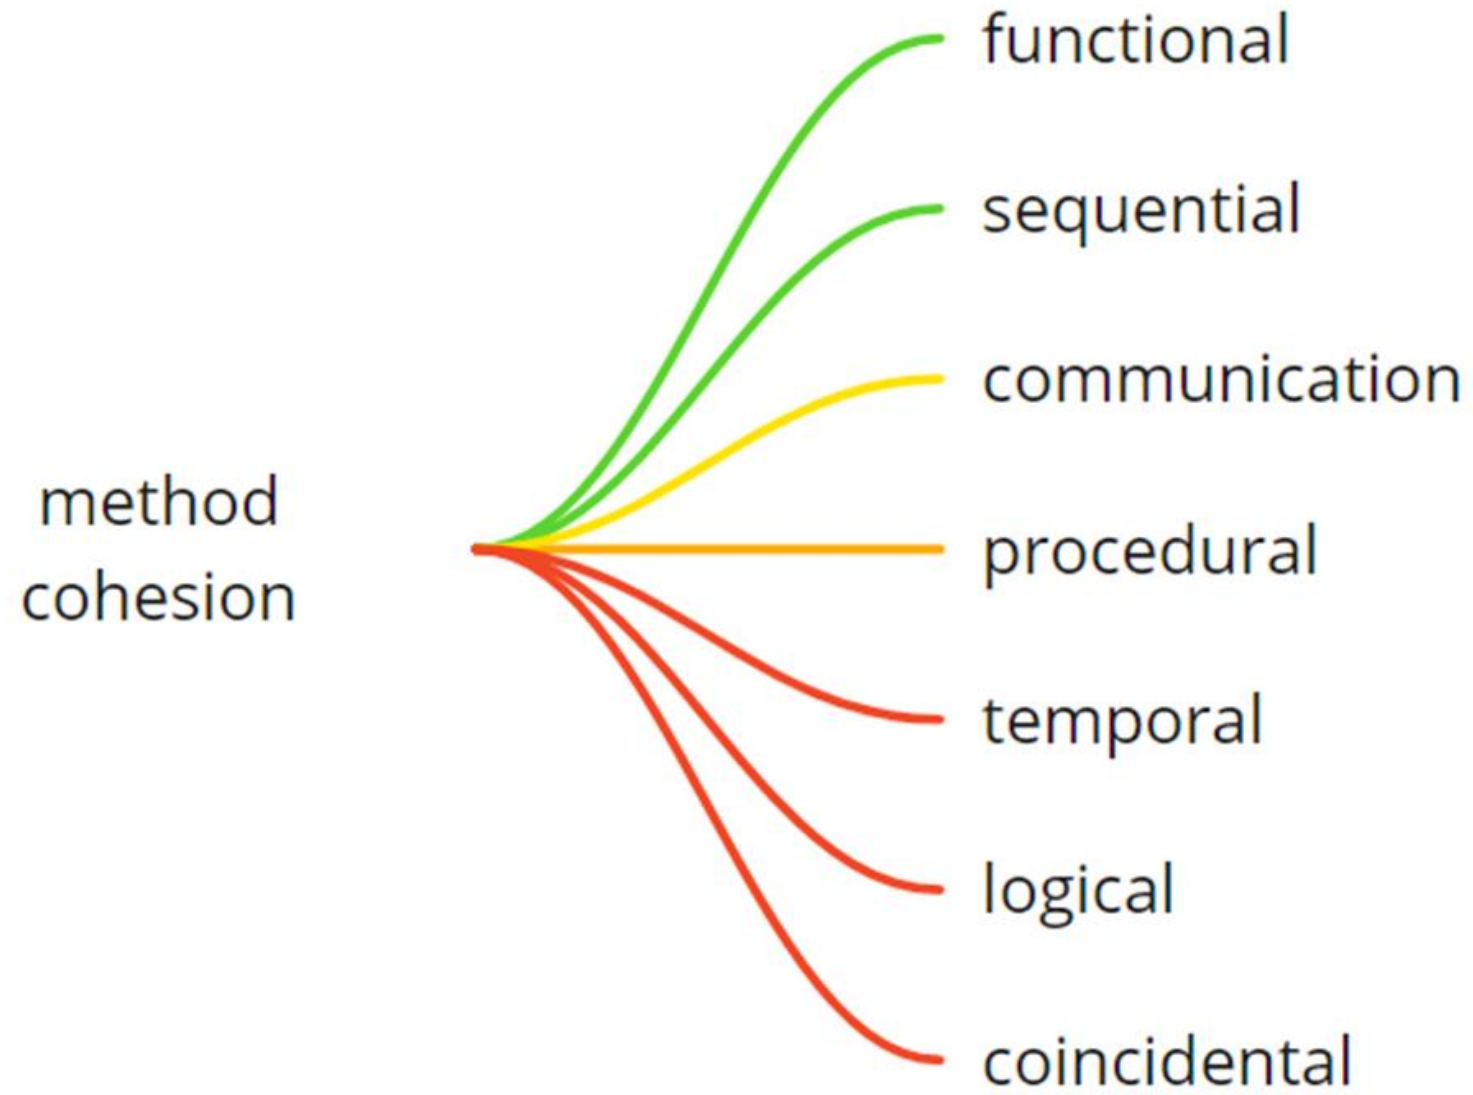 method
cohesion
functional
sequential
communication
procedural
temporal
logical
coincidental